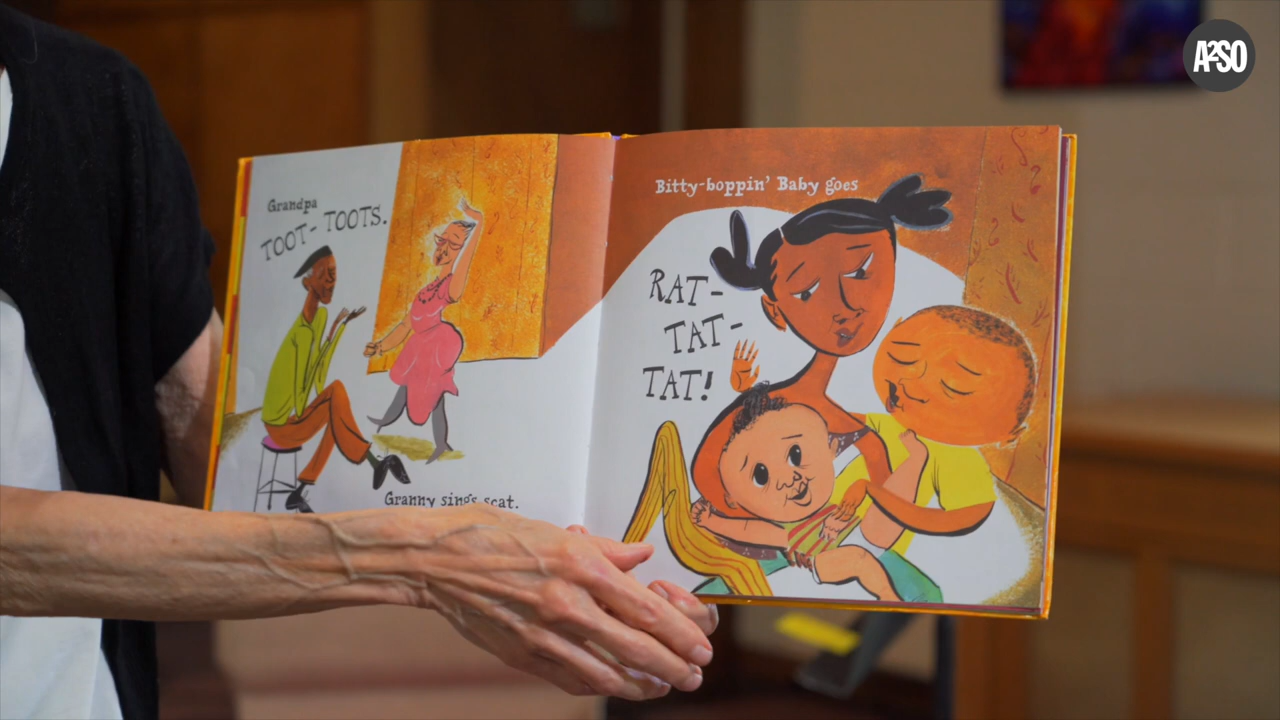 Grandpa
TOOT-TOOTS.
Granny sings scat.
Bitty-boppin' Baby goes
RAT-
TAT-
TAT!
A2SO